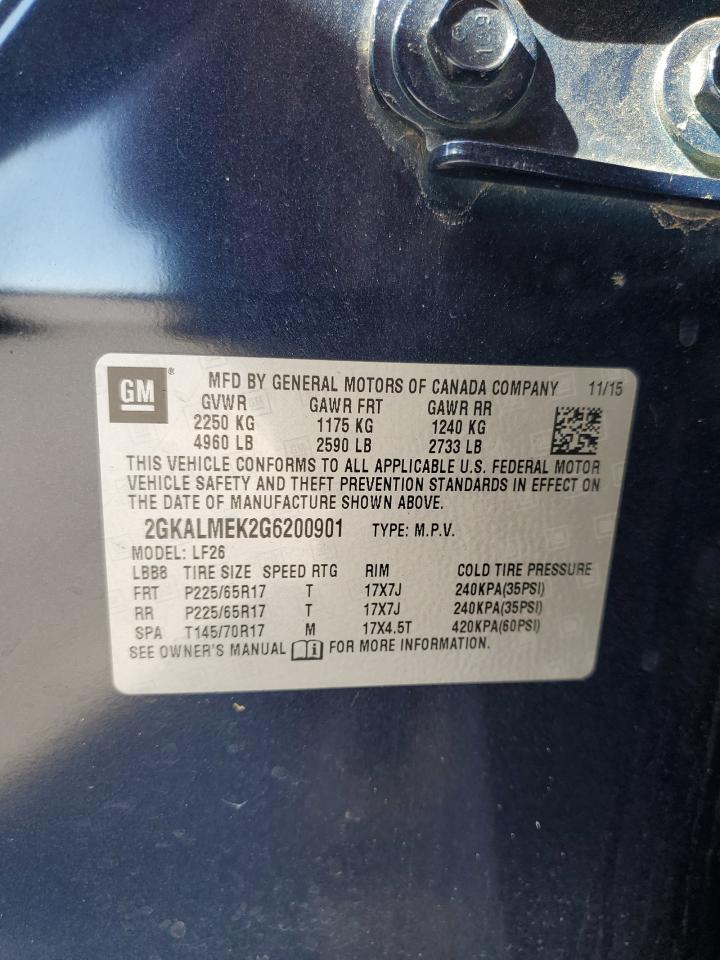 GM ® MFD BY GENERAL MOTORS OF CANADA COMPANY 11/15
GVWR GAWR FRT GAWR RR
2250 KG 1175 KG 1240 KG
4960 LB 2590 LB 2733 LB
THIS VEHICLE CONFORMS TO ALL APPLICABLE U.S. FEDERAL MOTOR
VEHICLE SAFETY AND THEFT PREVENTION STANDARDS IN EFFECT ON
THE DATE OF MANUFACTURE SHOWN ABOVE.
2GKALMEK2G6200901 TYPE: M.P.V.
MODEL: LF26
LBB8 TIRE SIZE SPEED RTG RIM COLD TIRE PRESSURE
FRT P225/65R17 T 17X7J 240KPA(35PSI)
RR P225/65R17 T 17X7J 240KPA(35PSI)
SPA T145/70R17 M 17X4.5T 420KPA(60PSI)
SEE OWNER'S MANUAL i FOR MORE INFORMATION.